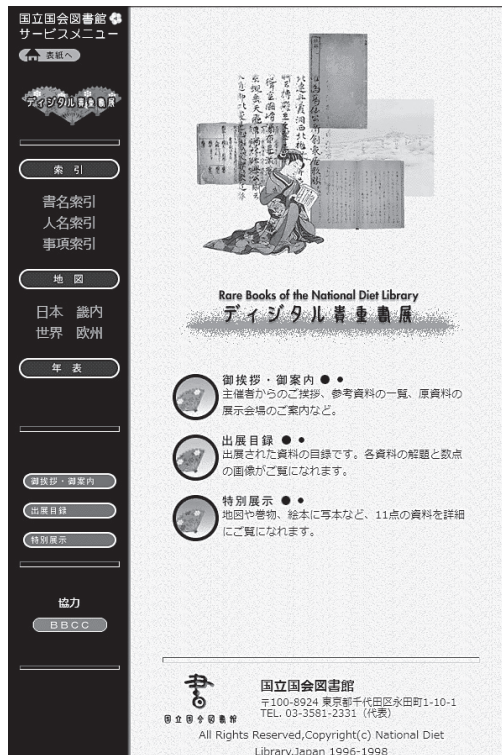 国立国会図書館
サービスメニュー
表紙へ
ディジタル貴重書展
索引
書名索引
人名索引
事項索引
地図
日本 畿内
世界 欧州
年表
御挨拶・御案内
出展目録
特別展示
協力
BBCC
Rare Books of the National Diet Library
ディジタル貴重書展
御挨拶・御案内 ● ●
主催者からのご挨拶、参考資料の一覧、原資料の
展示会場のご案内など。
出展目録 ● ●
出展された資料の目録です。各資料の解題と数点
の画像がご覧になれます。
特別展示 ● ●
地図や巻物、絵本に写本など、11点の資料を詳細
にご覧になれます。
書
国立国会図書館
国立国会図書館
〒100-8924 東京都千代田区永田町1-10-1
TEL. 03-3581-2331（代表）
All Rights Reserved,Copyright(c) National Diet
Library,Japan 1996-1998